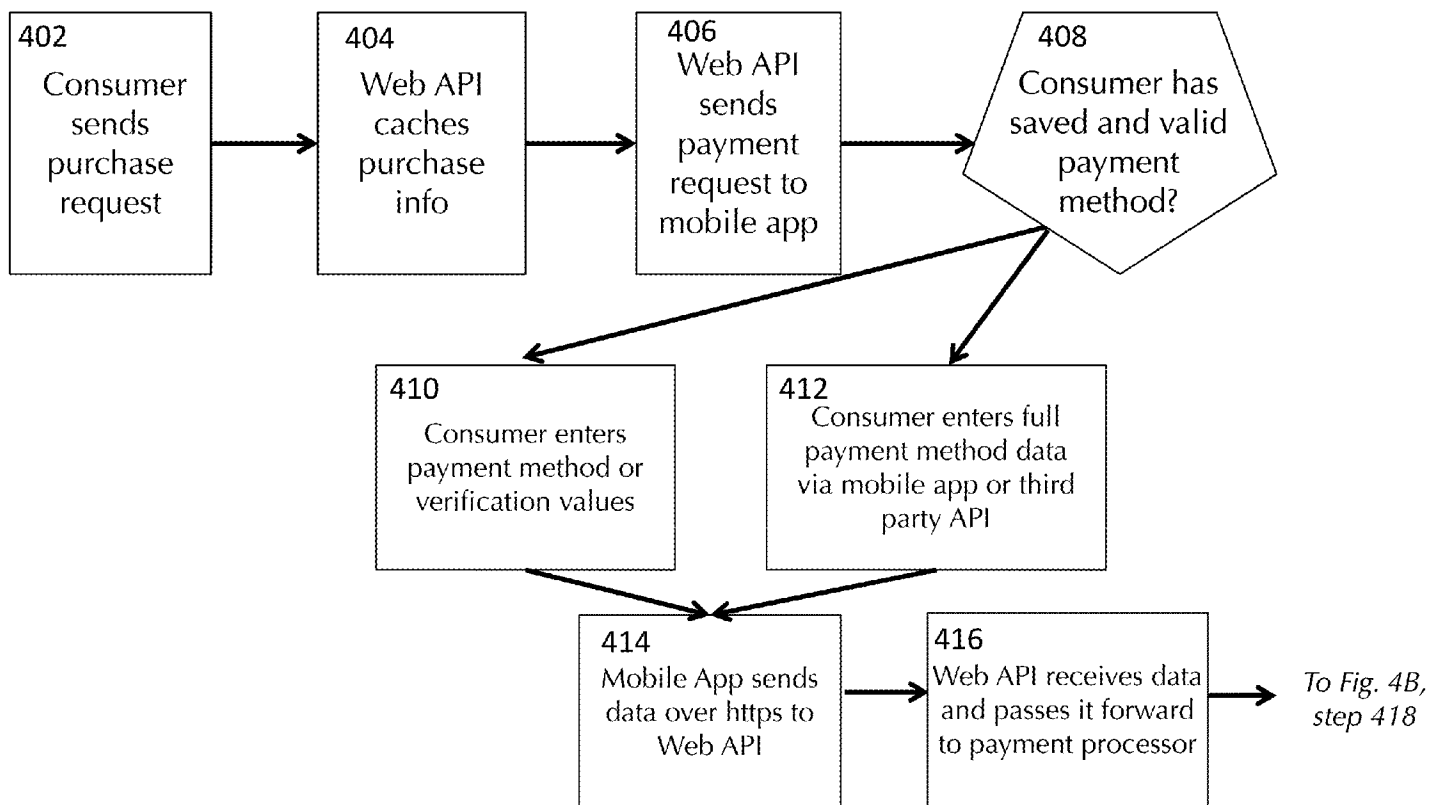 402
Consumer
sends
purchase
request
404
Web API
caches
purchase
info
406
Web API
sends
payment
request to
mobile app
408
Consumer has
saved and valid
payment
method?
410
Consumer enters
payment method or
verification values
412
Consumer enters full
payment method data
via mobile app or third
party API
414
Mobile App sends
data over https to
Web API
416
Web API receives data
and passes it forward
to payment processor
To Fig. 4B,
step 418